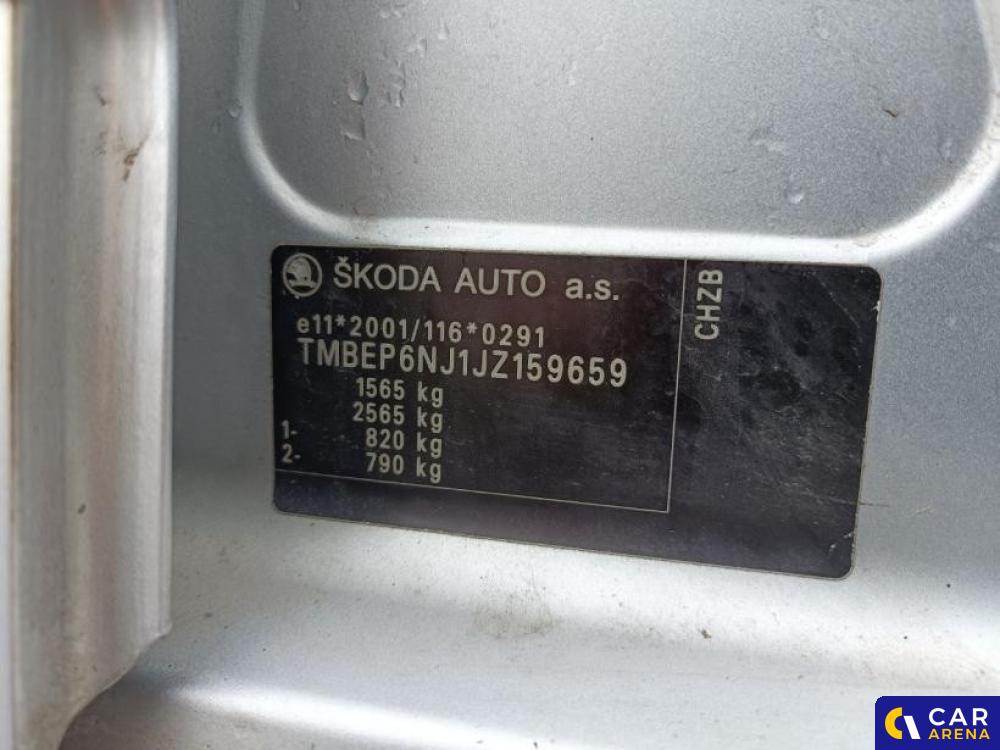 ŠKODA AUTO a.s.
e11*2001/116*0291
TMBEP6NJ1JZ159659
1565 kg
2565 kg
1- 820 kg
2- 790 kg
CHZB
CAR
ARENA